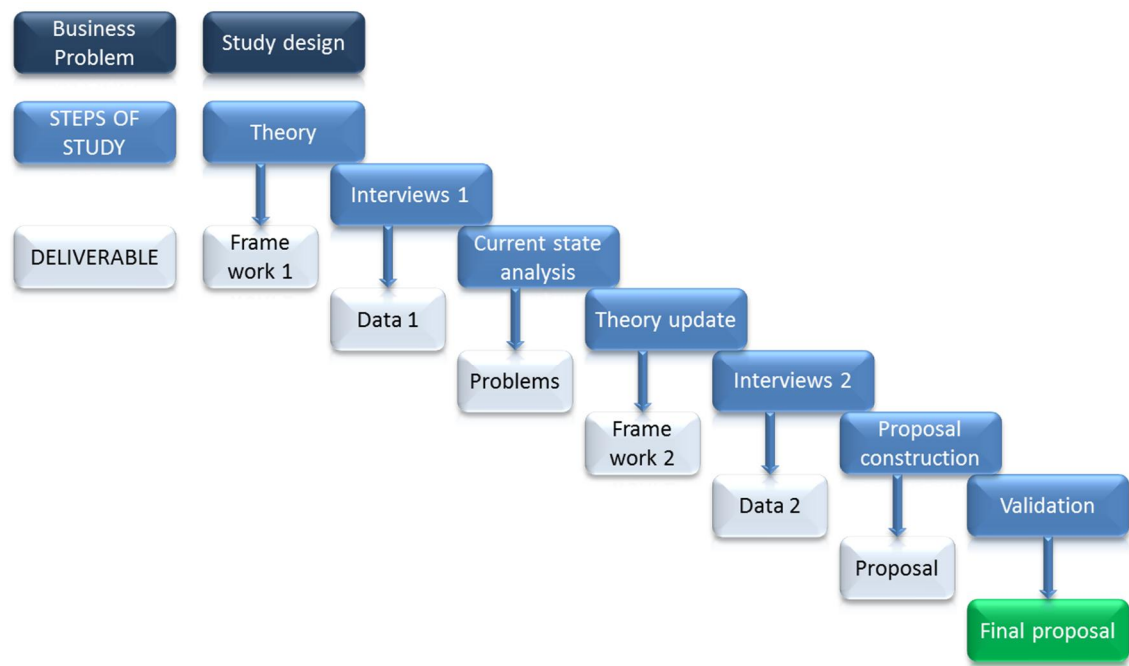 Business
Problem
Study design
STEPS OF
STUDY
Theory
Interviews 1
DELIVERABLE
Frame
work 1
Current state
analysis
Data 1
Theory update
Problems
Interviews 2
Frame
work 2
Proposal
construction
Data 2
Validation
Proposal
Final proposal